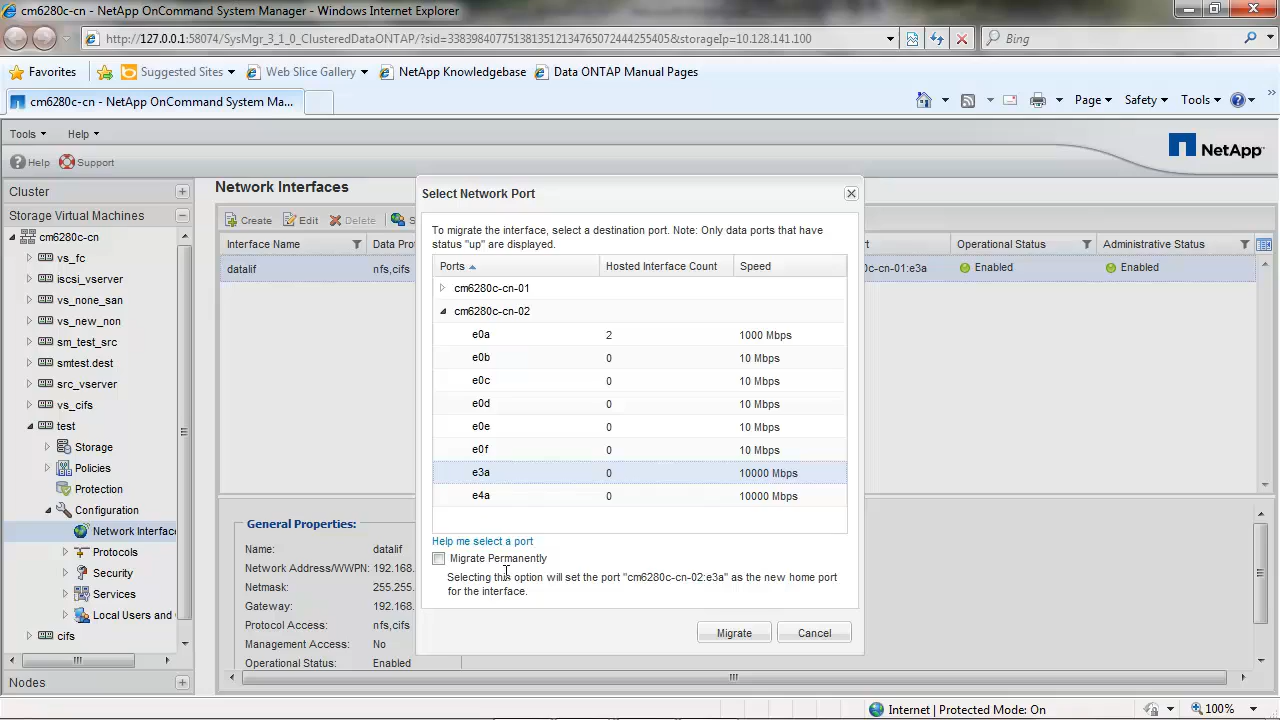 cm6280c-cn - NetApp OnCommand System Manager - Windows Internet Explorer
http://127.0.0.1:58074/SysMgr_3_1_0_ClusteredDataONTAP/?sid=3383984077513813512134765072444255405&storageIp=10.128.141.100
Bing
Favorites
Suggested Sites
Web Slice Gallery
NetApp Knowledgebase
Data ONTAP Manual Pages
cm6280c-cn - NetApp OnCommand System Ma...
Page
Safety
Tools
Tools
Help
Help
Support
NetApp
Cluster
Storage Virtual Machines
cm6280c-cn
vs_fc
iscsi_vserver
vs_none_san
vs_new_non
sm_test_src
smtest.dest
src_vserver
vs_cifs
test
Storage
Policies
Protection
Configuration
Network Interfac
Protocols
Security
Services
Local Users and
cifs
Nodes
Network Interfaces
Create
Edit
Delete
S
Interface Name
Data Pro
rt
Operational Status
Administrative Status
datalif
nfs,cifs
c-cn-01:e3a
Enabled
Enabled
General Properties:
Name: datalif
Network Address/WWPN: 192.168.
Netmask: 255.255.
Gateway: 192.168.
Protocol Access: nfs,cifs
Management Access: No
Operational Status: Enabled
Select Network Port
To migrate the interface, select a destination port. Note: Only data ports that have
status "up" are displayed.
Ports
Hosted Interface Count
Speed
cm6280c-cn-01
cm6280c-cn-02
e0a 2 1000 Mbps
e0b 0 10 Mbps
e0c 0 10 Mbps
e0d 0 10 Mbps
e0e 0 10 Mbps
e0f 0 10 Mbps
e3a 0 10000 Mbps
e4a 0 10000 Mbps
Help me select a port
Migrate Permanently
Selecting this option will set the port "cm6280c-cn-02:e3a" as the new home port
for the interface.
Migrate
Cancel
Internet | Protected Mode: On
100%